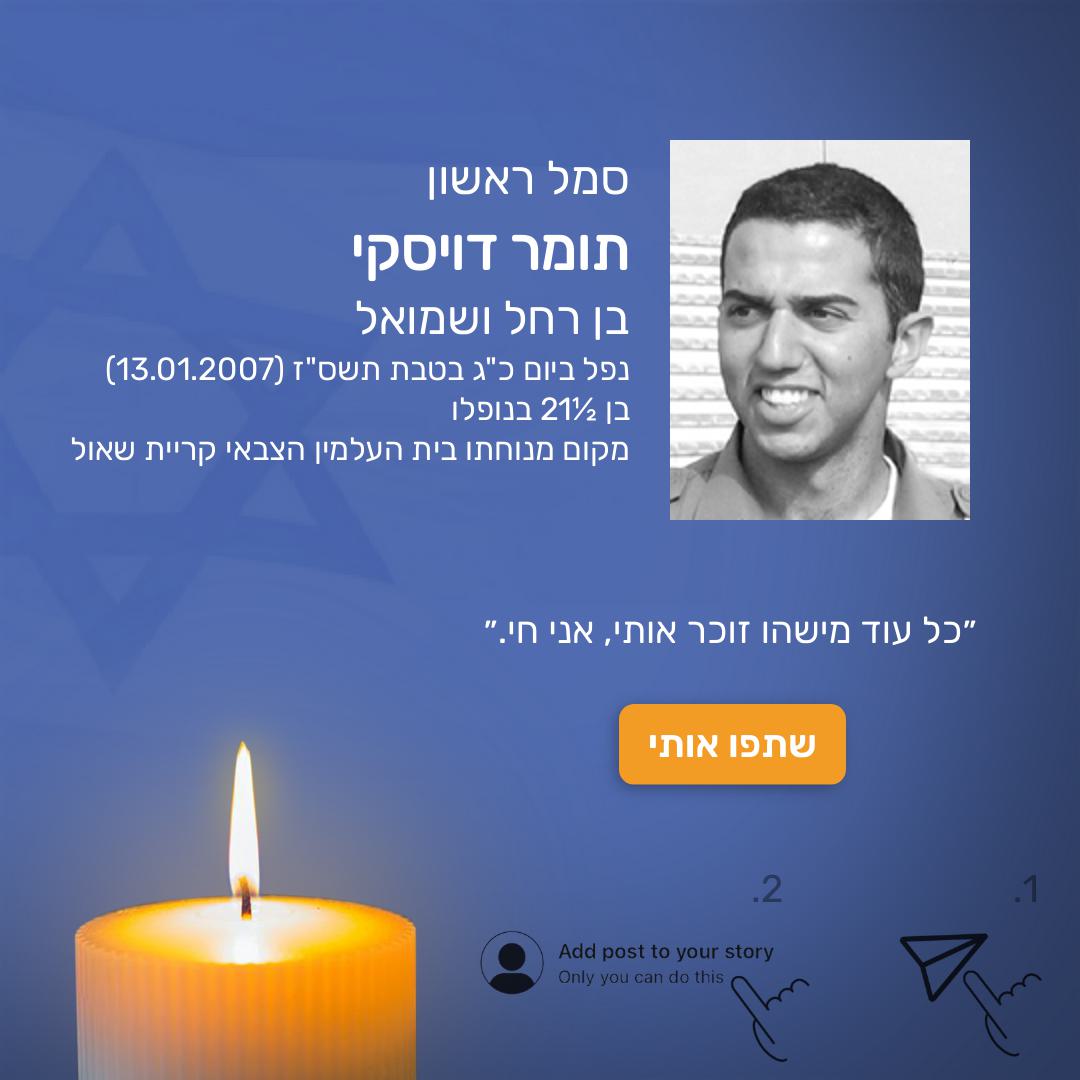 סמל ראשון
תומר דויסקי
בן רחל ושמואל
נפל ביום כ"ג בטבת תשס"ז (13.01.2007)
בן 21½ בנופלו
מקום מנוחתו בית העלמין הצבאי קריית שאול
”כל עוד מישהו זוכר אותי, אני חי.”
שתפו אותי
1.
2.
Add post to your story
Only you can do this